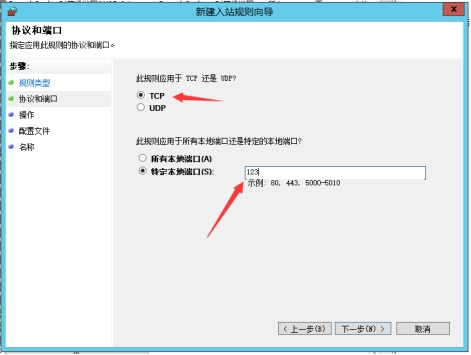 新建入站规则向导
协议和端口
指定应用此规则的协议和端口。
步骤:
规则类型
协议和端口
操作
配置文件
名称
此规则应用于 TCP 还是 UDP?
TCP
UDP
此规则应用于所有本地端口还是特定的本地端口?
所有本地端口(A)
特定本地端口(S):
123
示例: 80, 443, 5000-5010
< 上一步(B)
下一步(N) >
取消